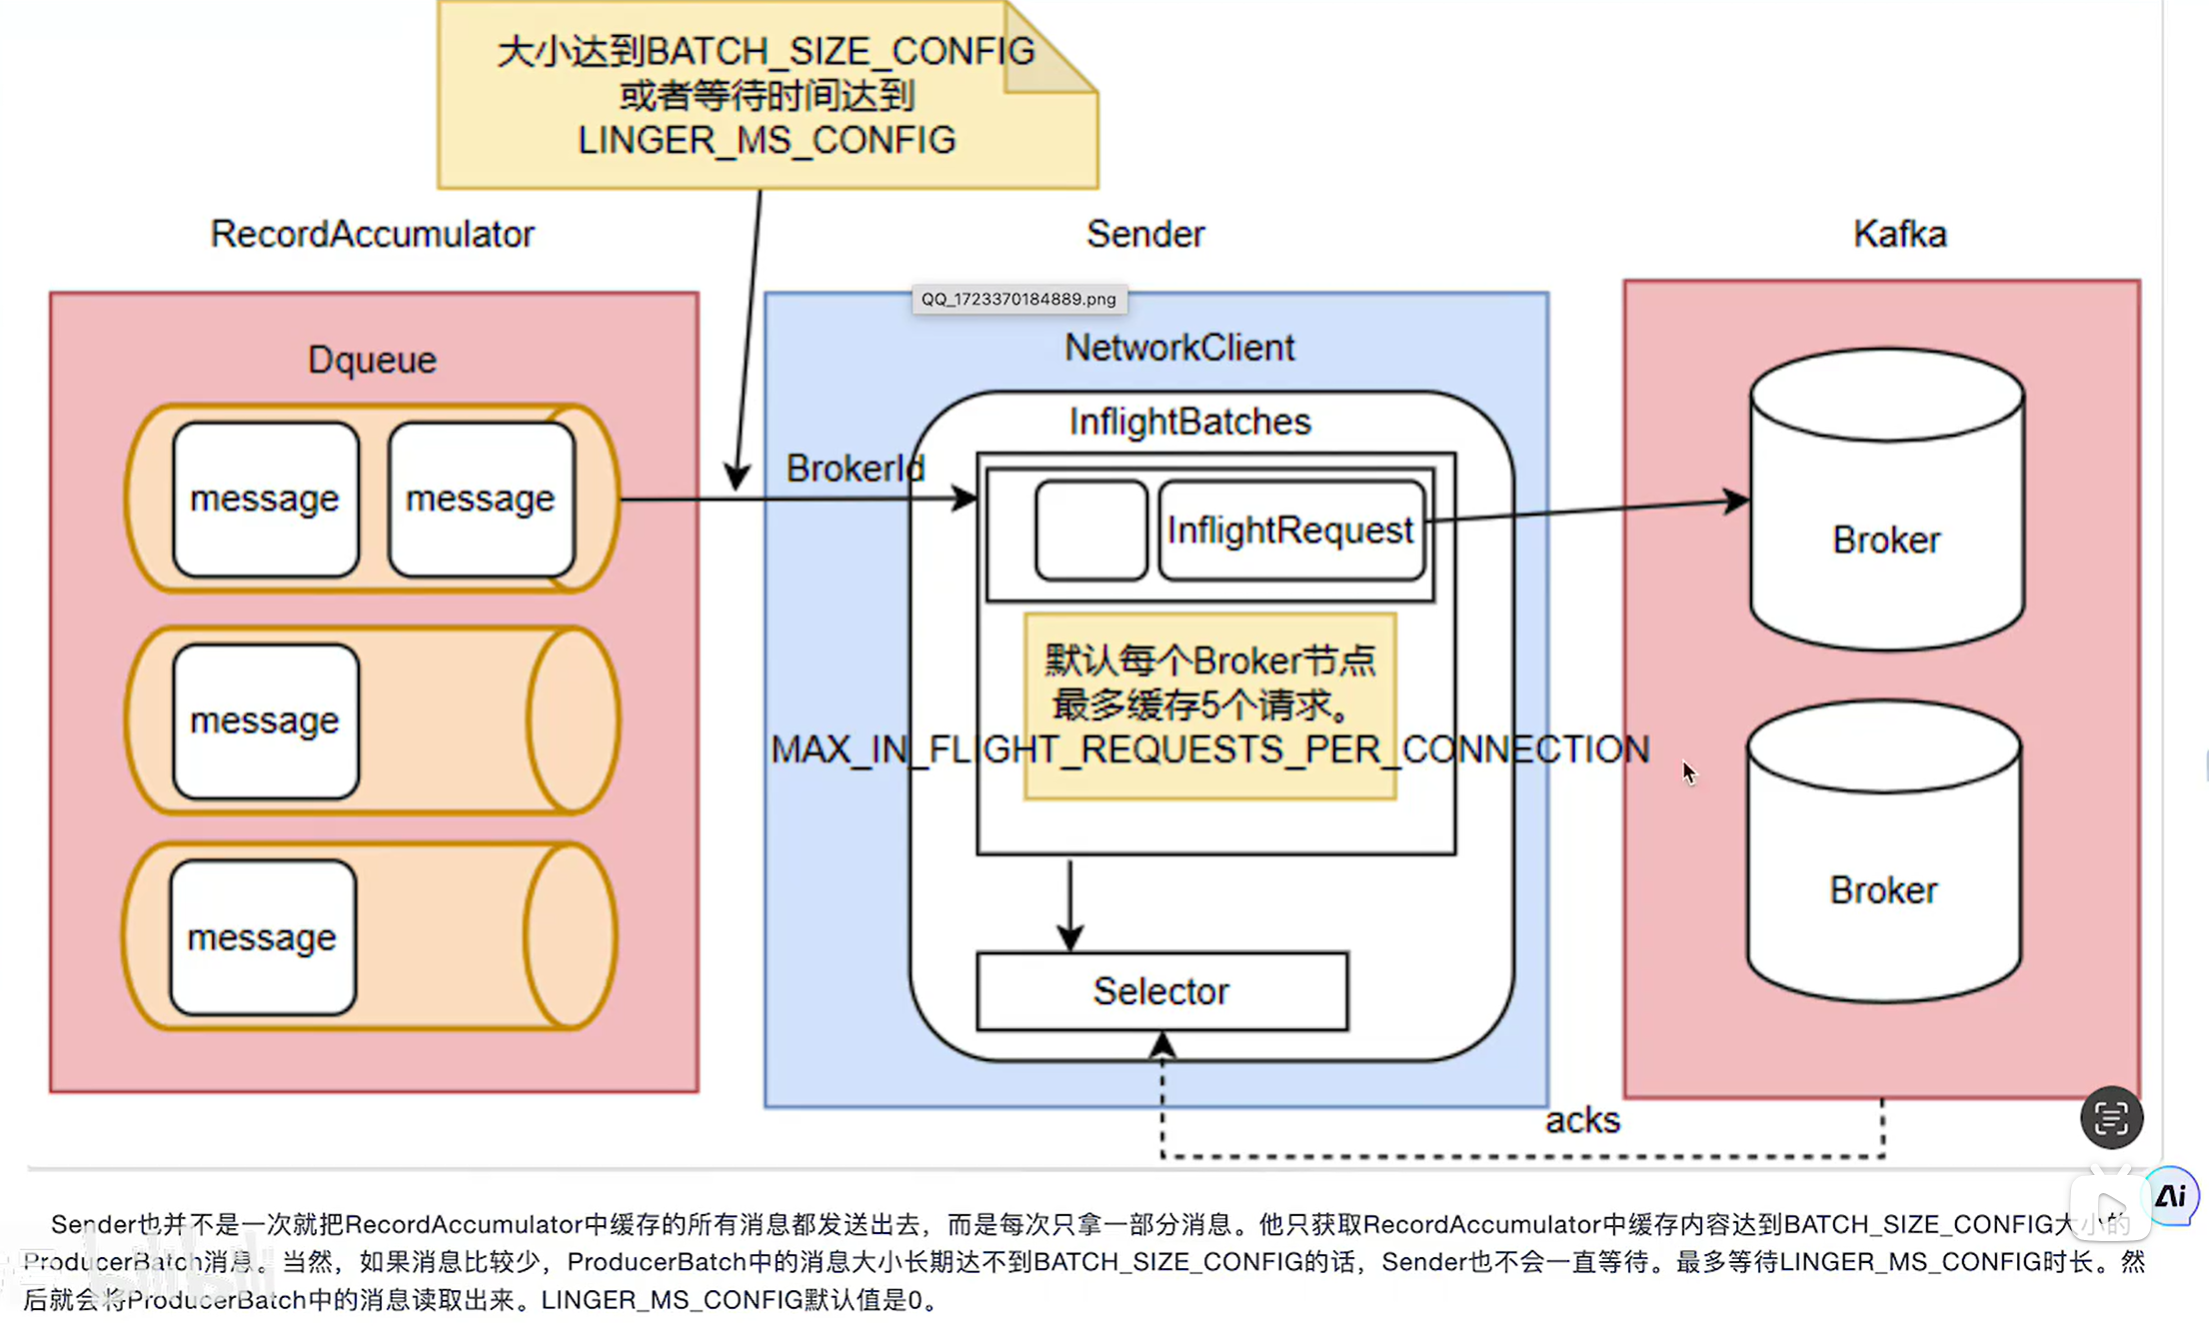 大小达到BATCH_SIZE_CONFIG
或者等待时间达到
LINGER_MS_CONFIG
RecordAccumulator
Sender
Kafka
QQ_1723370184889.png
Dqueue
NetworkClient
InflightBatches
message
message
BrokerId
InflightRequest
Broker
默认每个Broker节点
最多缓存5个请求。
MAX_IN_FLIGHT_REQUESTS_PER_CONNECTION
message
Broker
message
Selector
acks
Ai
Sender也并不是一次就把RecordAccumulator中缓存的所有消息都发送出去，而是每次只拿一部分消息。他只获取RecordAccumulator中缓存内容达到BATCH_SIZE_CONFIG大小的
ProducerBatch消息。当然，如果消息比较少，ProducerBatch中的消息大小长期达不到BATCH_SIZE_CONFIG的话，Sender也不会一直等待。最多等待LINGER_MS_CONFIG时长。然
后就会将ProducerBatch中的消息读取出来。LINGER_MS_CONFIG默认值是0。